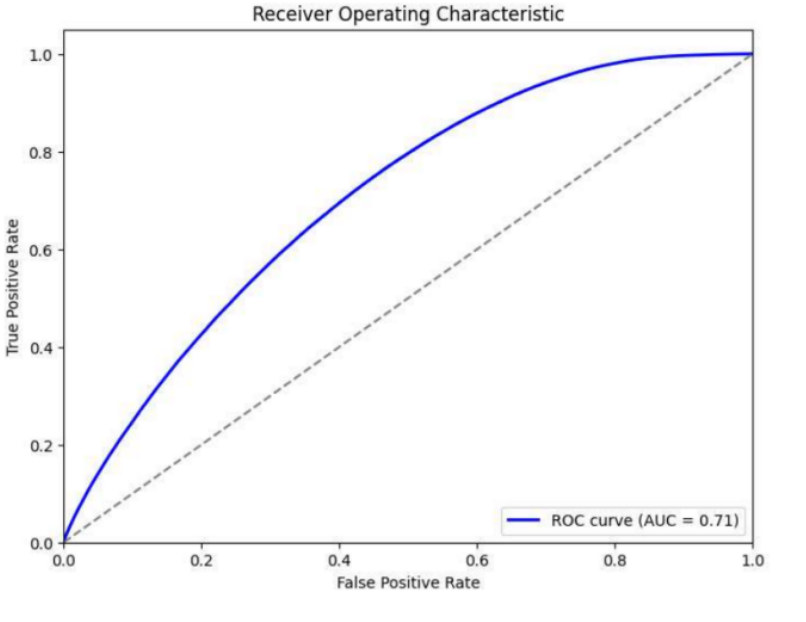 Receiver Operating Characteristic
1.0
0.8
0.6
0.4
0.2
0.0
True Positive Rate
ROC curve (AUC = 0.71)
0.0 0.2 0.4 0.6 0.8 1.0
False Positive Rate